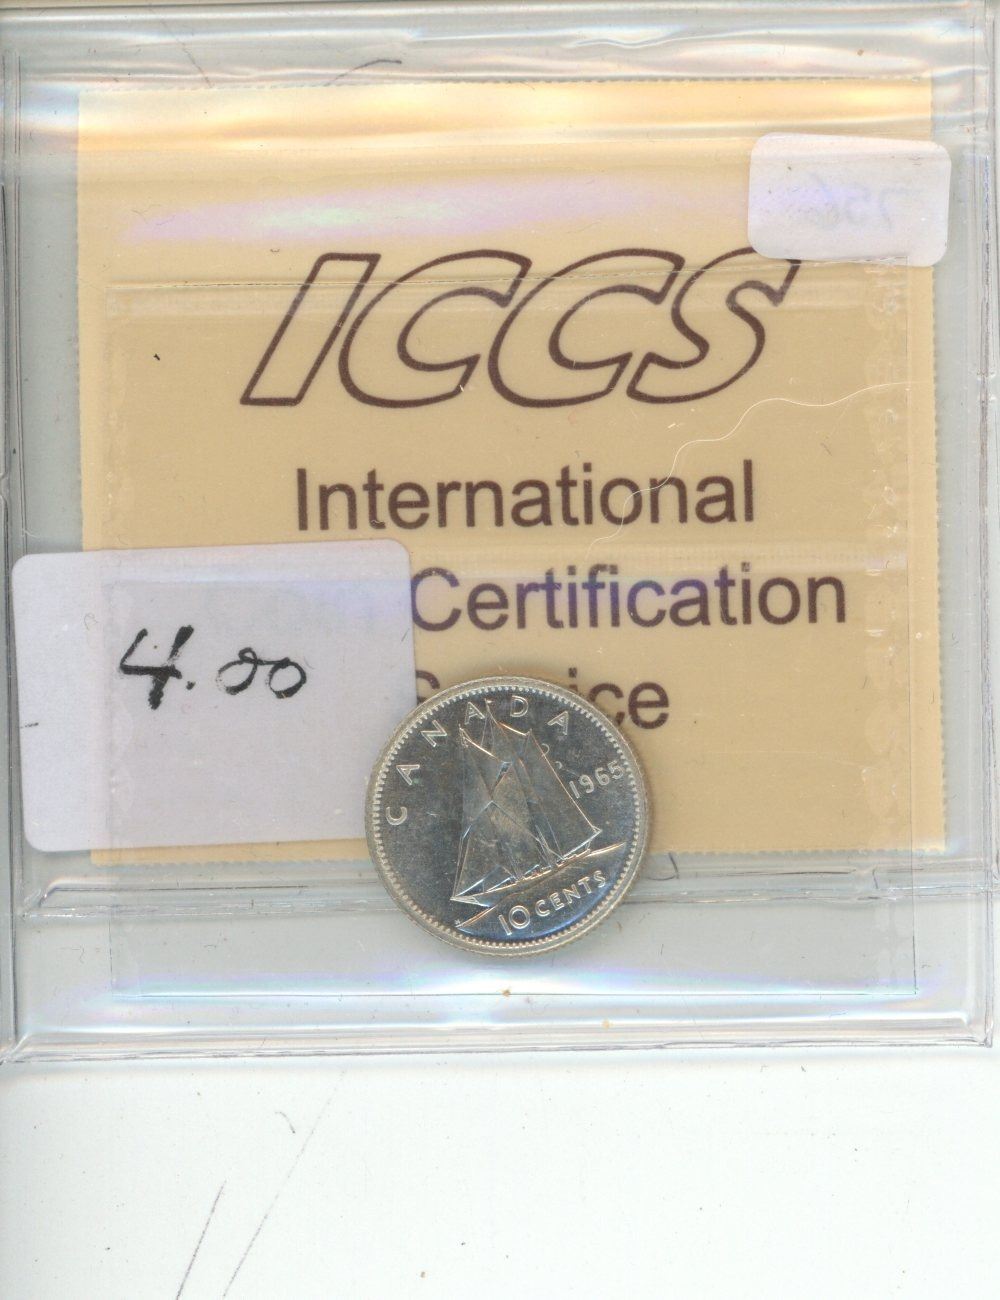 ICCS
International
Certification
4.00
CANADA
1965
10 CENTS